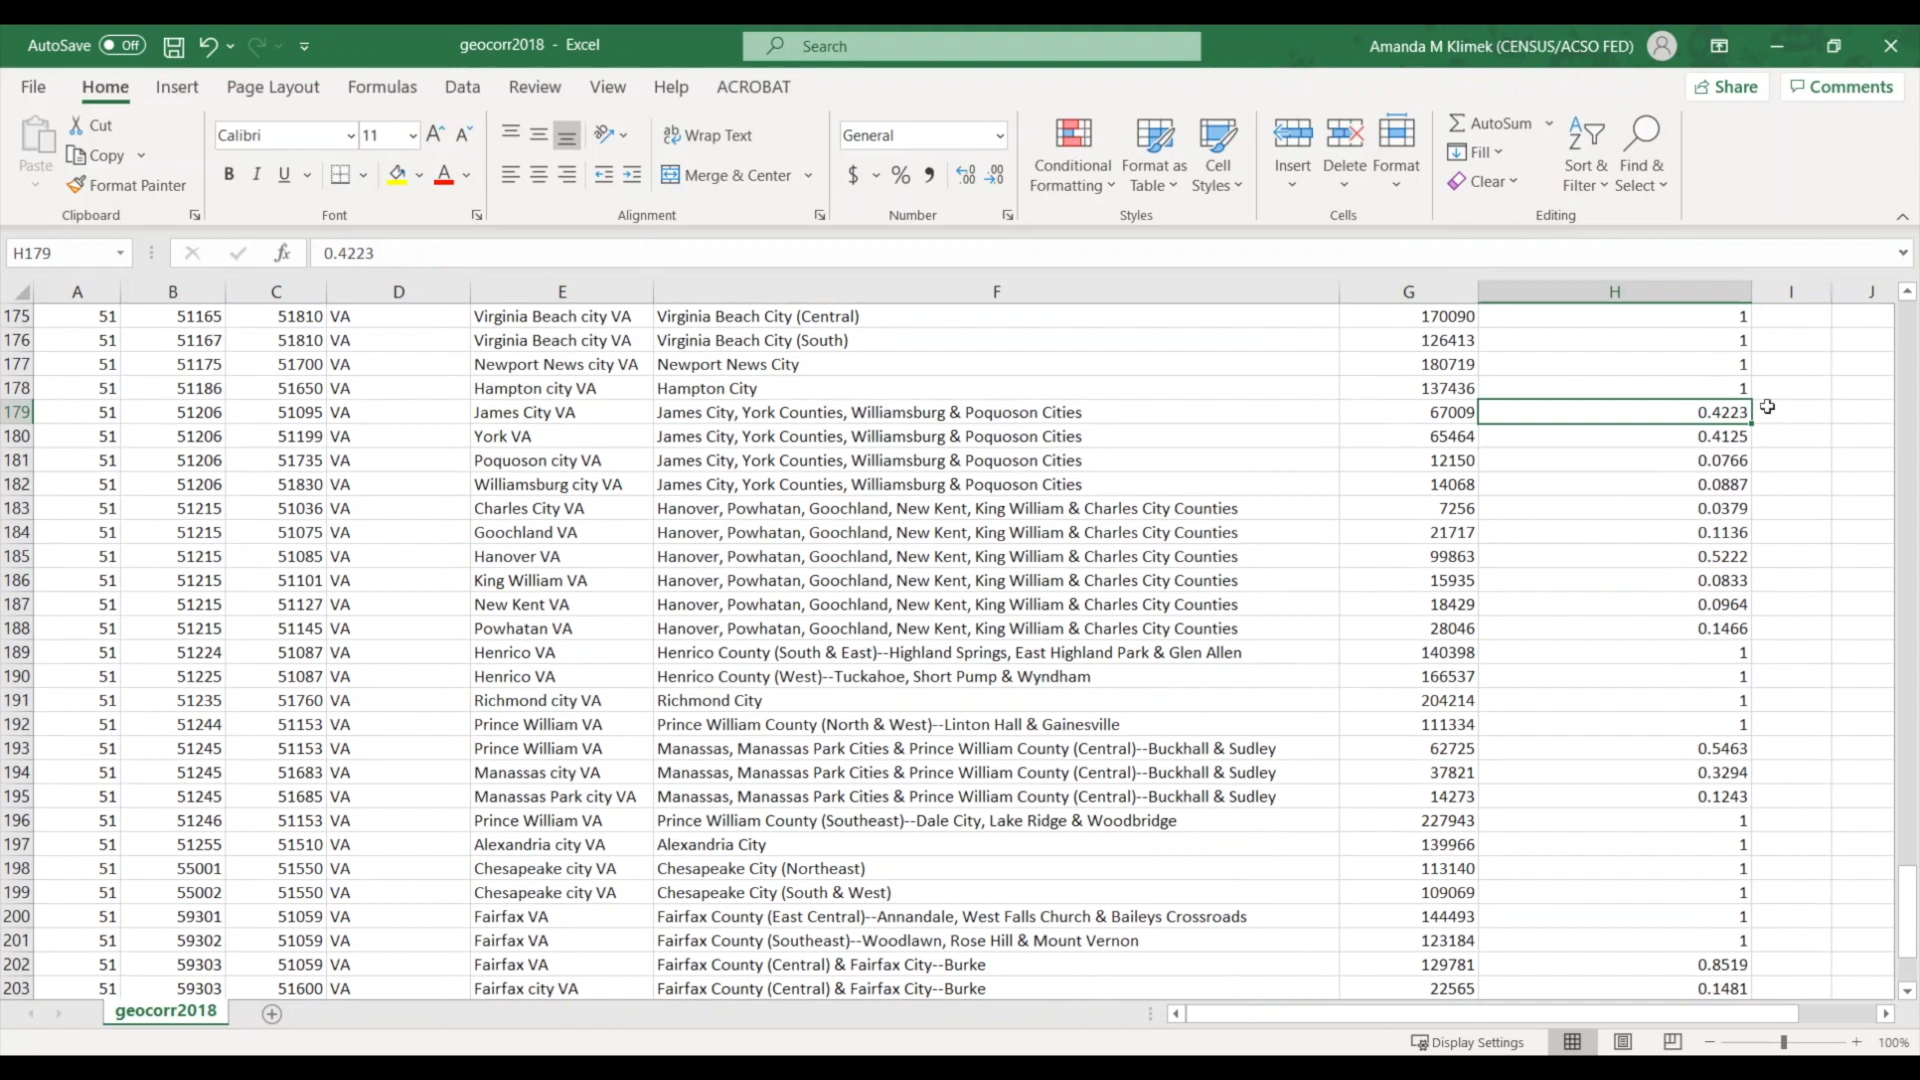 AutoSave Off geocorr2018 - Excel Search Amanda M Klimek (CENSUS/ACSO FED)
File Home Insert Page Layout Formulas Data Review View Help ACROBAT Share Comments
Paste Cut Copy Format Painter Clipboard
Calibri 11 A A B I U A Font
ab Wrap Text Merge & Center Alignment
General $ % , .00 .00 Number
Conditional Formatting Format as Table Cell Styles Styles
Insert Delete Format Cells
AutoSum Fill Clear Sort & Filter Find & Select Editing
H179 fx 0.4223
A B C D E F G H I J
175 51 51165 51810 VA Virginia Beach city VA Virginia Beach City (Central) 170090 1
176 51 51167 51810 VA Virginia Beach city VA Virginia Beach City (South) 126413 1
177 51 51175 51700 VA Newport News city VA Newport News City 180719 1
178 51 51186 51650 VA Hampton city VA Hampton City 137436 1
179 51 51206 51095 VA James City VA James City, York Counties, Williamsburg & Poquoson Cities 67009 0.4223
180 51 51206 51199 VA York VA James City, York Counties, Williamsburg & Poquoson Cities 65464 0.4125
181 51 51206 51735 VA Poquoson city VA James City, York Counties, Williamsburg & Poquoson Cities 12150 0.0766
182 51 51206 51830 VA Williamsburg city VA James City, York Counties, Williamsburg & Poquoson Cities 14068 0.0887
183 51 51215 51036 VA Charles City VA Hanover, Powhatan, Goochland, New Kent, King William & Charles City Counties 7256 0.0379
184 51 51215 51075 VA Goochland VA Hanover, Powhatan, Goochland, New Kent, King William & Charles City Counties 21717 0.1136
185 51 51215 51085 VA Hanover VA Hanover, Powhatan, Goochland, New Kent, King William & Charles City Counties 99863 0.5222
186 51 51215 51101 VA King William VA Hanover, Powhatan, Goochland, New Kent, King William & Charles City Counties 15935 0.0833
187 51 51215 51127 VA New Kent VA Hanover, Powhatan, Goochland, New Kent, King William & Charles City Counties 18429 0.0964
188 51 51215 51145 VA Powhatan VA Hanover, Powhatan, Goochland, New Kent, King William & Charles City Counties 28046 0.1466
189 51 51224 51087 VA Henrico VA Henrico County (South & East)--Highland Springs, East Highland Park & Glen Allen 140398 1
190 51 51225 51087 VA Henrico VA Henrico County (West)--Tuckahoe, Short Pump & Wyndham 166537 1
191 51 51235 51760 VA Richmond city VA Richmond City 204214 1
192 51 51244 51153 VA Prince William VA Prince William County (North & West)--Linton Hall & Gainesville 111334 1
193 51 51245 51153 VA Prince William VA Manassas, Manassas Park Cities & Prince William County (Central)--Buckhall & Sudley 62725 0.5463
194 51 51245 51683 VA Manassas city VA Manassas, Manassas Park Cities & Prince William County (Central)--Buckhall & Sudley 37821 0.3294
195 51 51245 51685 VA Manassas Park city VA Manassas, Manassas Park Cities & Prince William County (Central)--Buckhall & Sudley 14273 0.1243
196 51 51246 51153 VA Prince William VA Prince William County (Southeast)--Dale City, Lake Ridge & Woodbridge 227943 1
197 51 51255 51510 VA Alexandria city VA Alexandria City 139966 1
198 51 55001 51550 VA Chesapeake city VA Chesapeake City (Northeast) 113140 1
199 51 55002 51550 VA Chesapeake city VA Chesapeake City (South & West) 109069 1
200 51 59301 51059 VA Fairfax VA Fairfax County (East Central)--Annandale, West Falls Church & Baileys Crossroads 144493 1
201 51 59302 51059 VA Fairfax VA Fairfax County (Southeast)--Woodlawn, Rose Hill & Mount Vernon 123184 1
202 51 59303 51059 VA Fairfax VA Fairfax County (Central) & Fairfax City--Burke 129781 0.8519
203 51 59303 51600 VA Fairfax city VA Fairfax County (Central) & Fairfax City--Burke 22565 0.1481
geocorr2018
Display Settings 100%